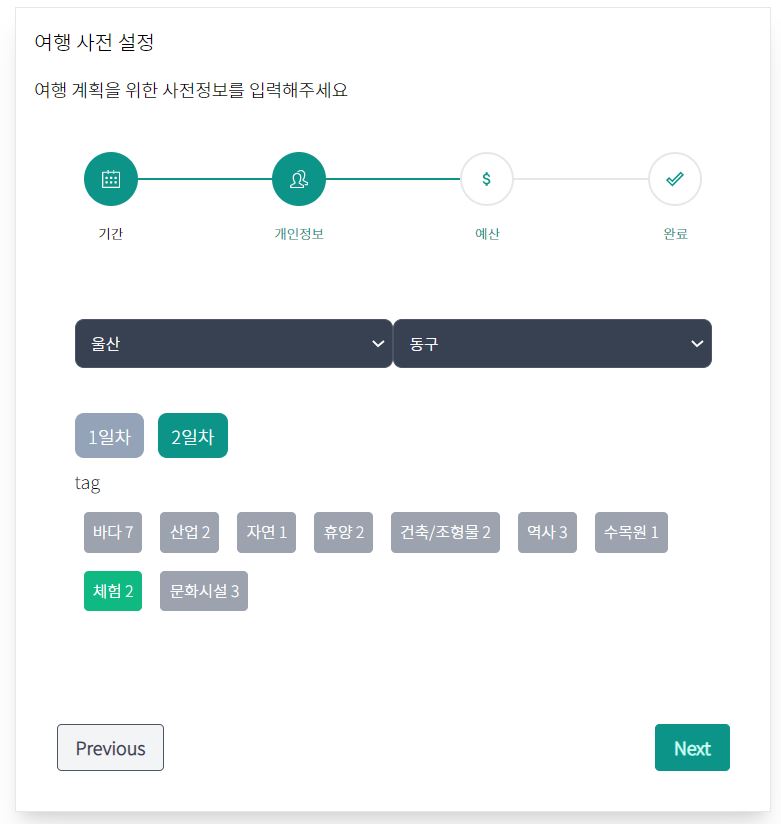 여행 사전 설정
여행 계획을 위한 사전정보를 입력해주세요
$
기간 개인정보 예산 완료
울산 동구
1일차 2일차
tag
바다 7 산업 2 자연 1 휴양 2 건축/조형물 2 역사 3 수목원 1
체험 2 문화시설 3
Previous Next